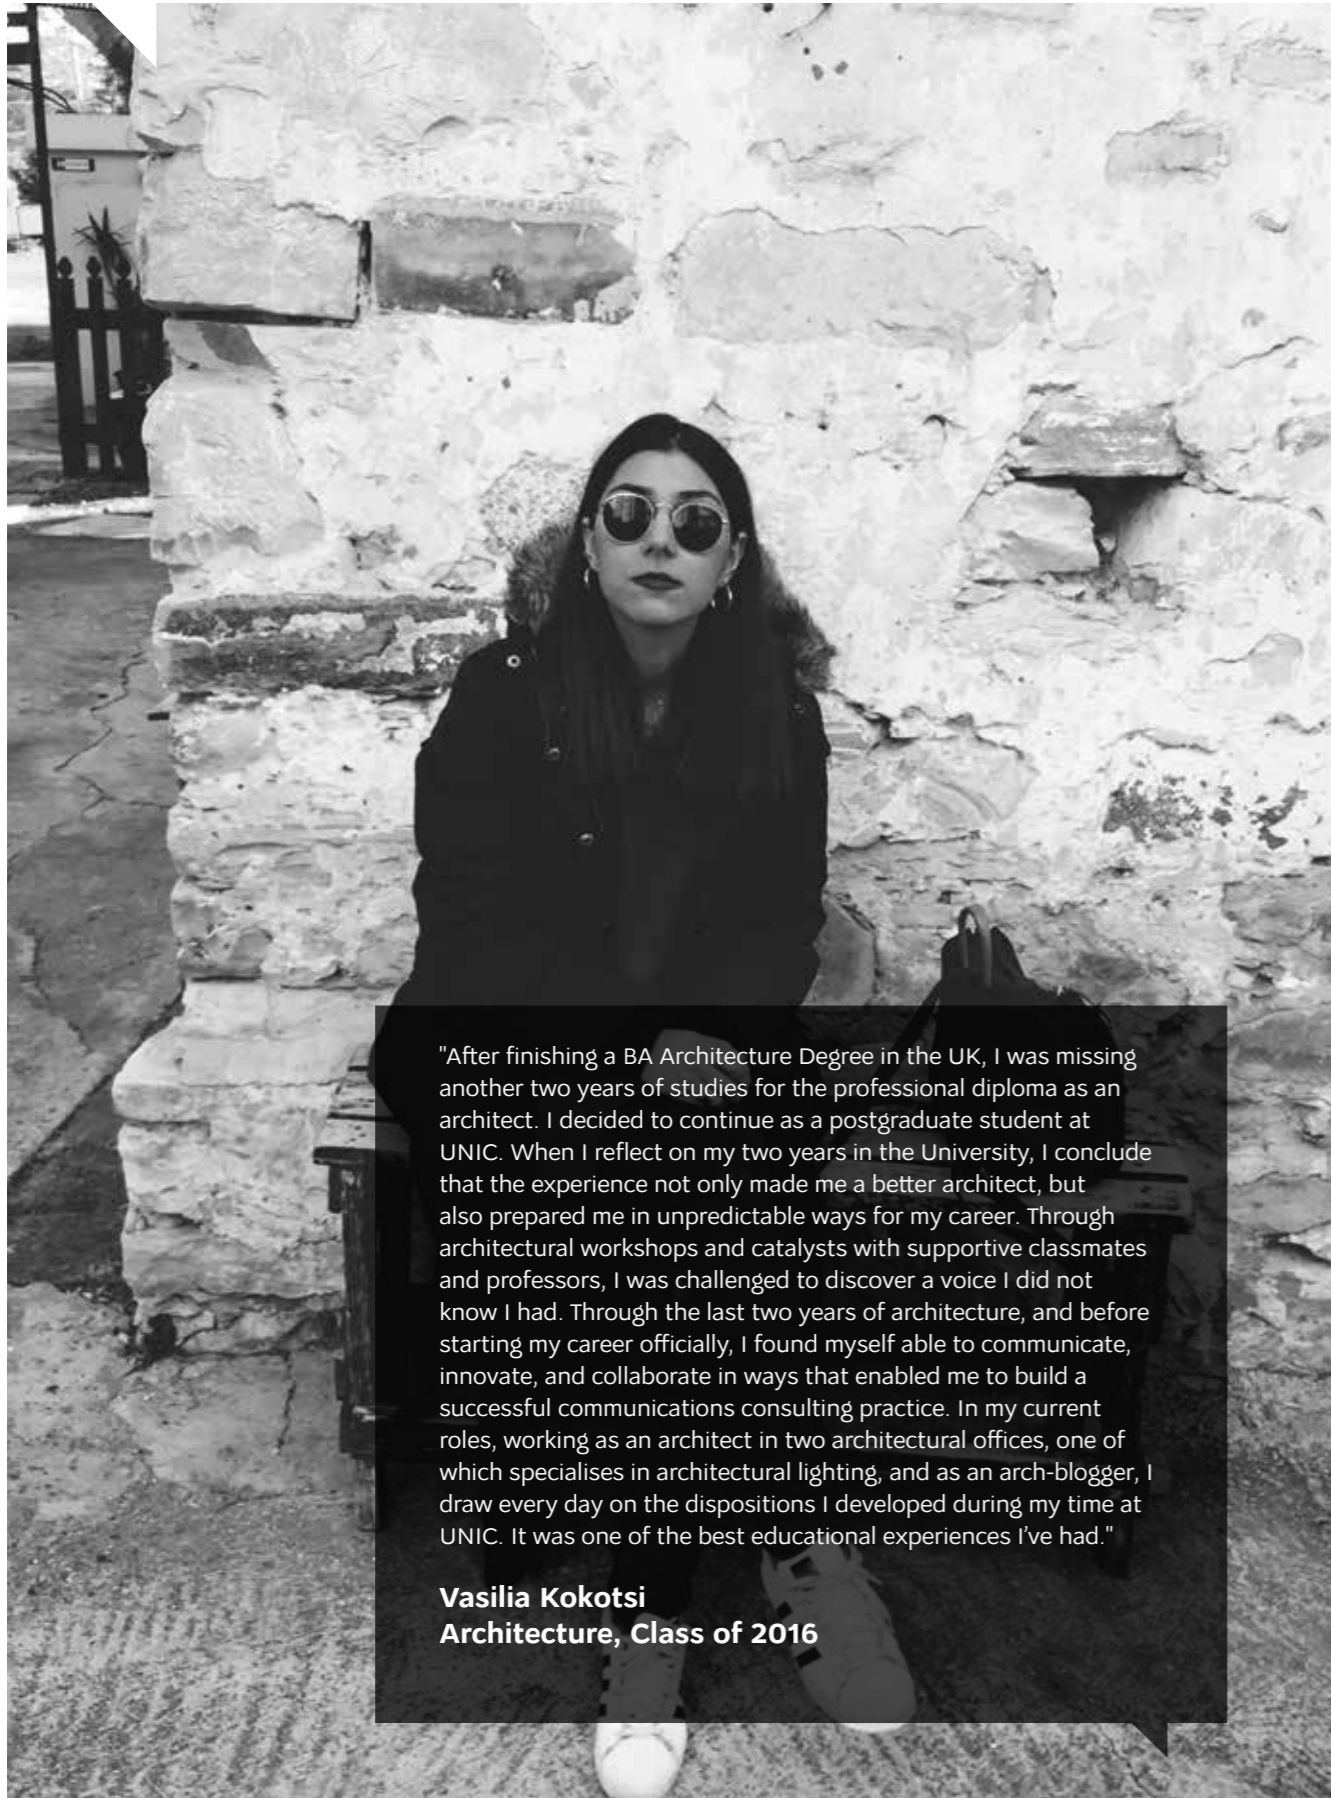 "After finishing a BA Architecture Degree in the UK, I was missing
another two years of studies for the professional diploma as an
architect. I decided to continue as a postgraduate student at
UNIC. When I reflect on my two years in the University, I conclude
that the experience not only made me a better architect, but
also prepared me in unpredictable ways for my career. Through
architectural workshops and catalysts with supportive classmates
and professors, I was challenged to discover a voice I did not
know I had. Through the last two years of architecture, and before
starting my career officially, I found myself able to communicate,
innovate, and collaborate in ways that enabled me to build a
successful communications consulting practice. In my current
roles, working as an architect in two architectural offices, one of
which specialises in architectural lighting, and as an arch-blogger, I
draw every day on the dispositions I developed during my time at
UNIC. It was one of the best educational experiences I've had."
Vasilia Kokotsi
Architecture, Class of 2016